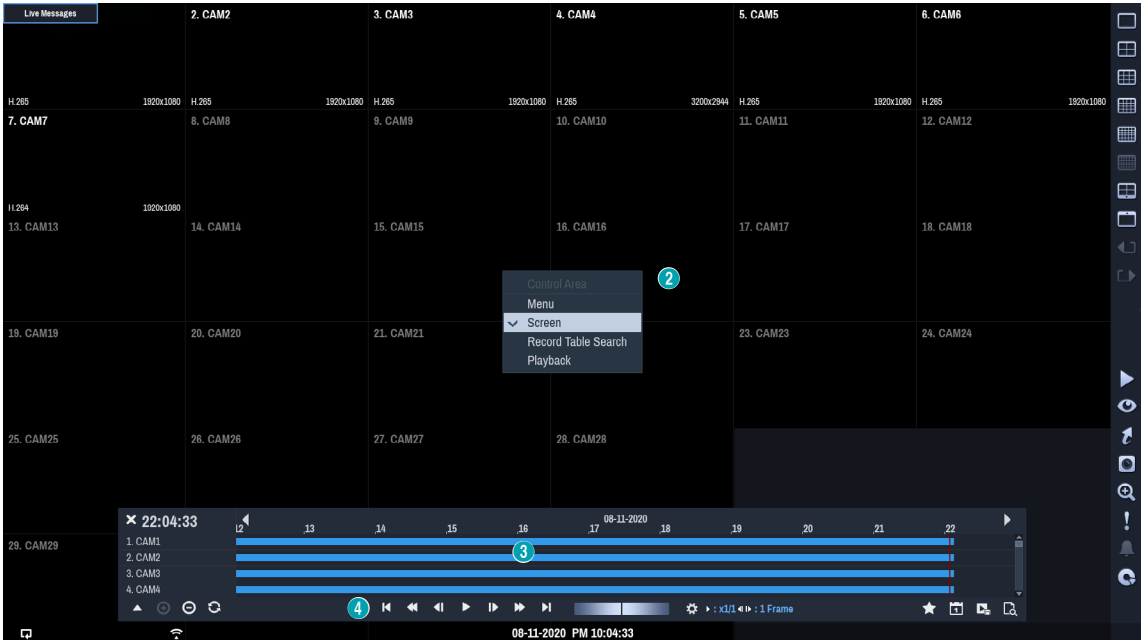 Live Messages
2. CAM2
3. CAM3
4. CAM4
5. CAM5
6. CAM6
H.265 1920x1080
H.265 1920x1080
H.265 1920x1080
H.265 3200x2944
H.265 1920x1080
H.265 1920x1080
7. CAM7
8. CAM8
9. CAM9
10. CAM10
11. CAM11
12. CAM12
H.264 1920x1080
13. CAM13
14. CAM14
15. CAM15
16. CAM16
17. CAM17
18. CAM18
Control Area
2
Menu
Screen
Record Table Search
Playback
19. CAM19
20. CAM20
21. CAM21
23. CAM23
24. CAM24
25. CAM25
26. CAM26
27. CAM27
28. CAM28
29. CAM29
22:04:33
08-11-2020
12 13 14 15 16 17 18 19 20 21 22
1. CAM1
2. CAM2
3
3. CAM3
4. CAM4
4
: x1/1 : 1 Frame
1
08-11-2020 PM 10:04:33